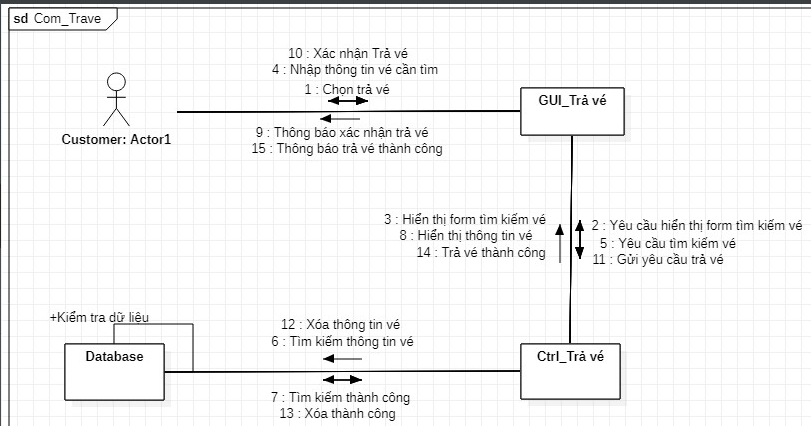 sd Com_Trave
10 : Xác nhận Trả vé
4 : Nhập thông tin vé cần tìm
1 : Chọn trả vé
GUI_Trả vé
Customer: Actor1
9 : Thông báo xác nhận trả vé
15 : Thông báo trả vé thành công
3 : Hiển thị form tìm kiếm vé
8 : Hiển thị thông tin vé
14 : Trả vé thành công
2 : Yêu cầu hiển thị form tìm kiếm vé
5 : Yêu cầu tìm kiếm vé
11 : Gửi yêu cầu trả vé
+Kiểm tra dữ liêu
12 : Xóa thông tin vé
6 : Tìm kiếm thông tin vé
Database
Ctrl_Trả vé
7 : Tìm kiếm thành công
13 : Xóa thành công